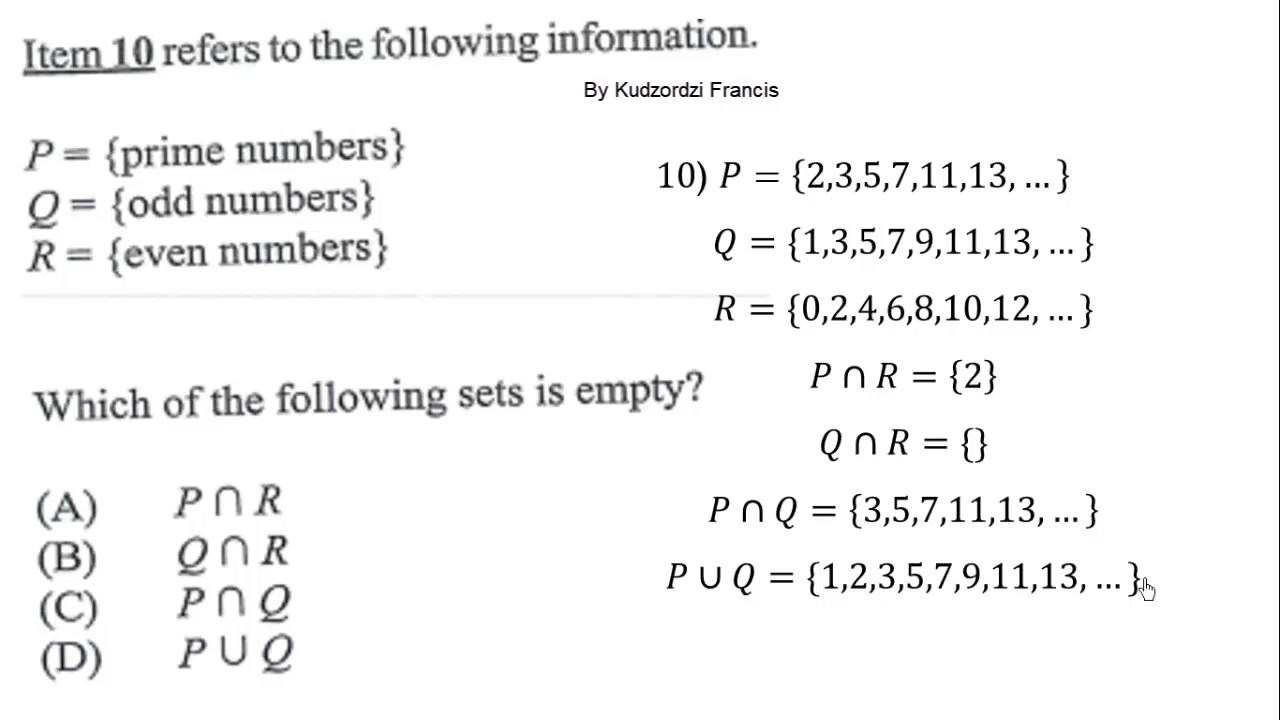 Item 10 refers to the following information.
By Kudzordzi Francis
P = {prime numbers}
Q = {odd numbers}
R = {even numbers}
Which of the following sets is empty?
(A) P ∩ R
(B) Q ∩ R
(C) P ∩ Q
(D) P ∪ Q
10) P = {2,3,5,7,11,13, ... }
Q = {1,3,5,7,9,11,13, ... }
R = {0,2,4,6,8,10,12, ... }
P ∩ R = {2}
Q ∩ R = {}
P ∩ Q = {3,5,7,11,13, ... }
P ∪ Q = {1,2,3,5,7,9,11,13, ... }